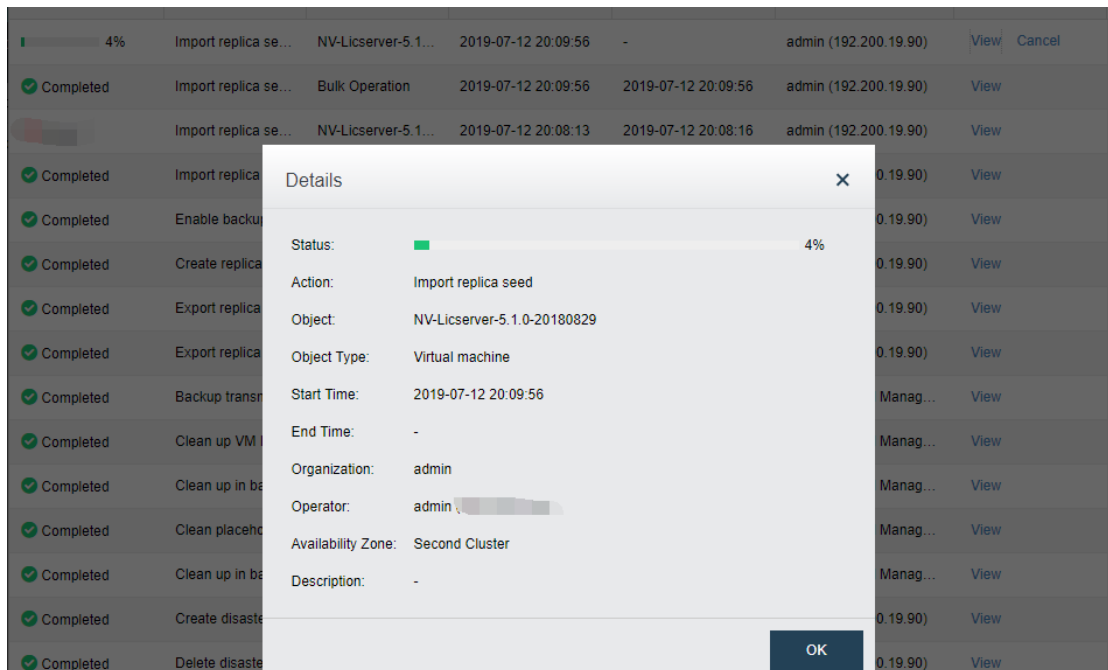 4% Import replica se... NV-Licserver-5.1... 2019-07-12 20:09:56 - admin (192.200.19.90) View Cancel
Completed Import replica se... Bulk Operation 2019-07-12 20:09:56 2019-07-12 20:09:56 admin (192.200.19.90) View
Import replica se... NV-Licserver-5.1... 2019-07-12 20:08:13 2019-07-12 20:08:16 admin (192.200.19.90) View
Completed Import replica 0.19.90) View
Details
Completed Enable backup 0.19.90) View
Status: 4%
Completed Create replica 0.19.90) View
Action: Import replica seed
Completed Export replica 0.19.90) View
Object: NV-Licserver-5.1.0-20180829
Completed Export replica 0.19.90) View
Object Type: Virtual machine
Completed Backup transm Manag... View
Start Time: 2019-07-12 20:09:56
End Time: -
Completed Clean up VM Manag... View
Organization: admin
Completed Clean up in ba Manag... View
Operator: admin
Completed Clean placeho Manag... View
Availability Zone: Second Cluster
Completed Clean up in ba Manag... View
Description: -
Completed Create disaste 0.19.90) View
OK
Completed Delete disaste 0.19.90) View